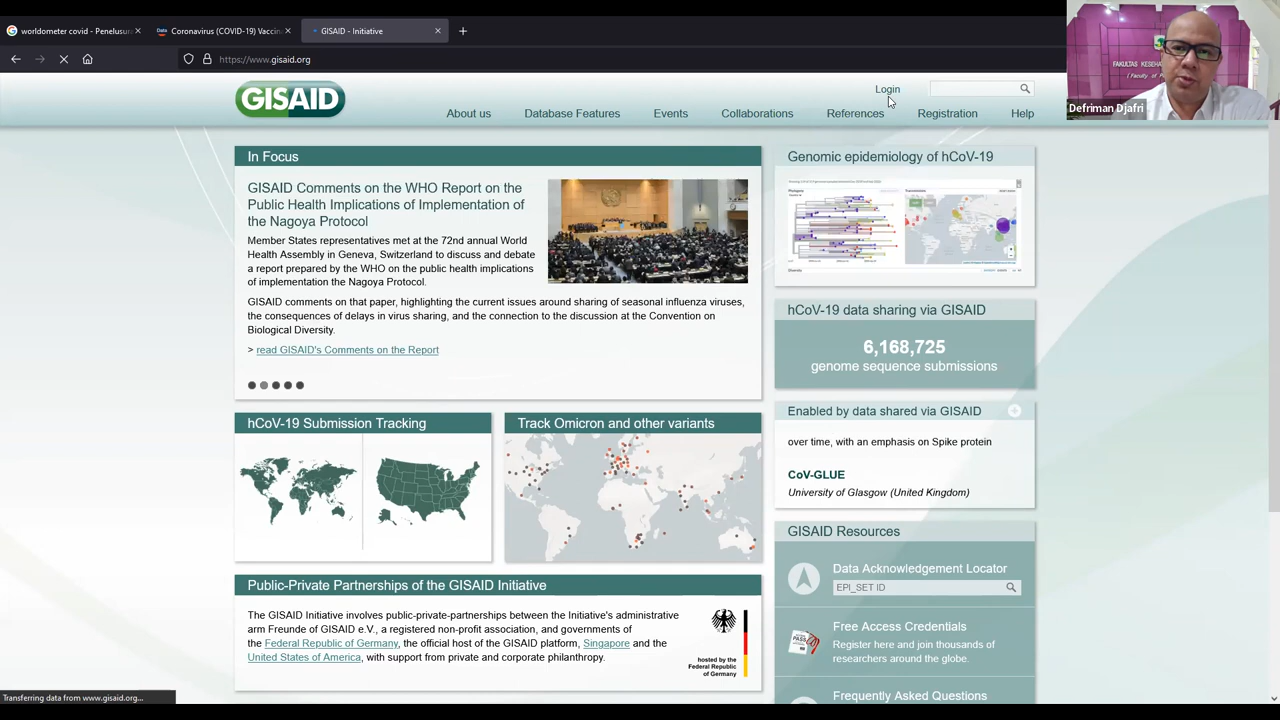 worldometer covid - Penelusu
Coronavirus (COVID-19) Vaccin
GISAID - Initiative
https://www.gisaid.org
FAKULTAS KESEHA
(Faculty of P
Defriman Djafri
GISAID
Login
About us
Database Features
Events
Collaborations
References
Registration
Help
In Focus
GISAID Comments on the WHO Report on the
Public Health Implications of Implementation of
the Nagoya Protocol
Member States representatives met at the 72nd annual World
Health Assembly in Geneva, Switzerland to discuss and debate
a report prepared by the WHO on the public health implications
of implementation the Nagoya Protocol.
GISAID comments on that paper, highlighting the current issues around sharing of seasonal influenza viruses,
the consequences of delays in virus sharing, and the connection to the discussion at the Convention on
Biological Diversity.
> read GISAID's Comments on the Report
hCoV-19 Submission Tracking
Track Omicron and other variants
Public-Private Partnerships of the GISAID Initiative
The GISAID Initiative involves public-private-partnerships between the Initiative's administrative
arm Freunde of GISAID e.V., a registered non-profit association, and governments of
the Federal Republic of Germany, the official host of the GISAID platform, Singapore and the
United States of America, with support from private and corporate philanthropy.
hosted by the
Federal Republic
of Germany
Genomic epidemiology of hCoV-19
hCoV-19 data sharing via GISAID
6,168,725
genome sequence submissions
Enabled by data shared via GISAID
over time, with an emphasis on Spike protein
CoV-GLUE
University of Glasgow (United Kingdom)
GISAID Resources
Data Acknowledgement Locator
EPI_SET ID
Free Access Credentials
Register here and join thousands of
researchers around the globe.
Frequently Asked Questions
Transferring data from www.gisaid.org...